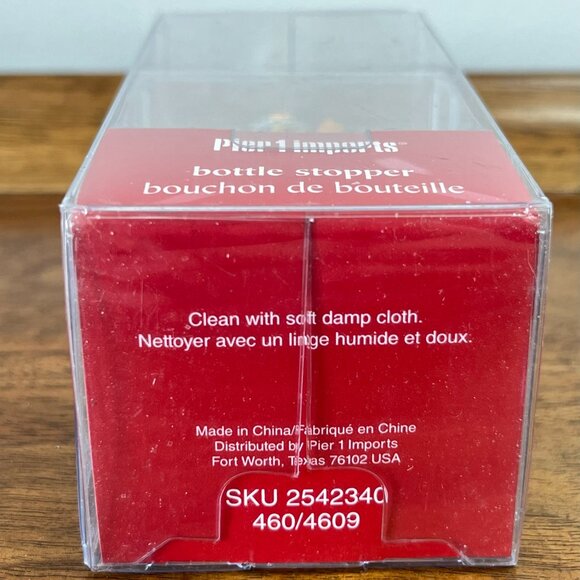 Pier 1 imports®
bottle stopper
bouchon de bouteille
Clean with soft damp cloth.
Nettoyer avec un linge humide et doux.
Made in China/Fabriqué en Chine
Distributed by Pier 1 Imports
Fort Worth, Texas 76102 USA
SKU 2542340
460/4609